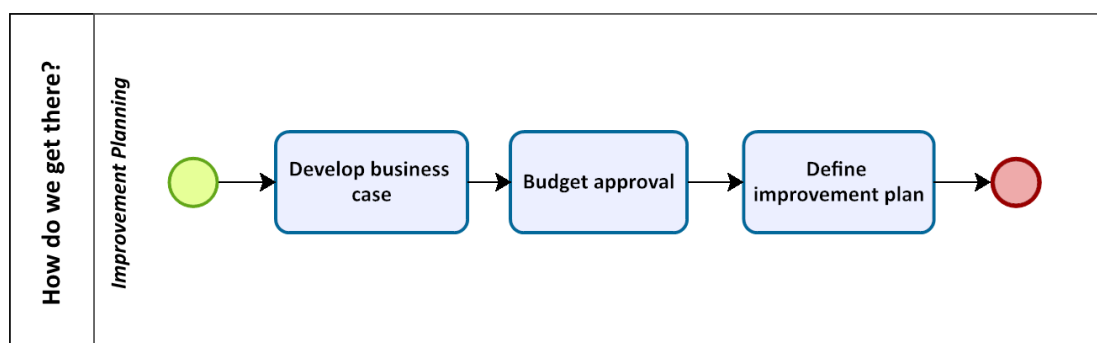 How do we get there?
Improvement Planning
Develop business
case
Budget approval
Define
improvement plan